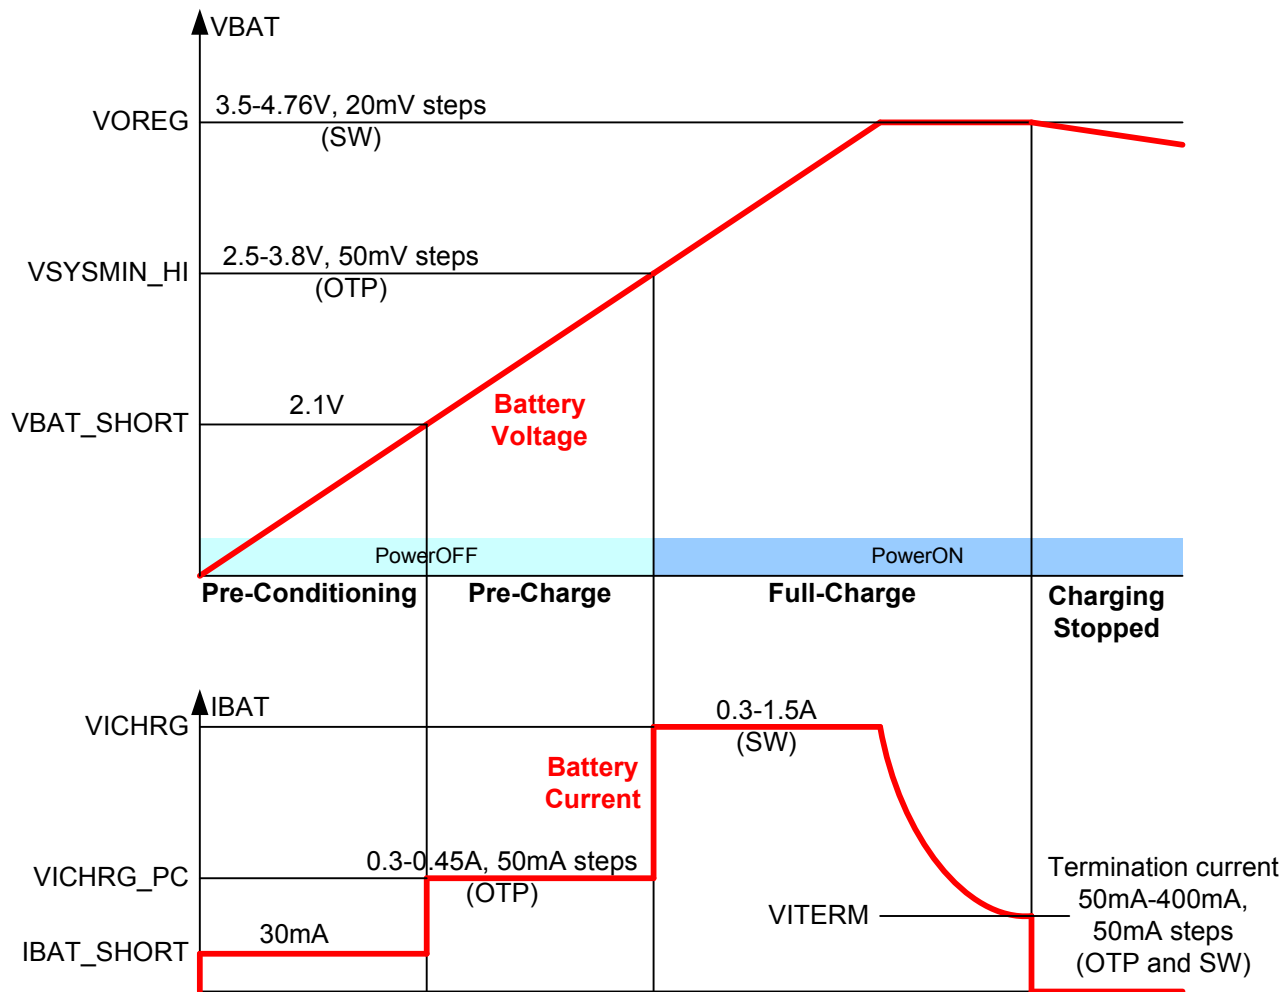 VBAT
3.5-4.76V, 20mV steps
VOREG
(SW)
2.5-3.8V, 50mV steps
VSYSMIN_HI
(OTP)
2.1V
VBAT_SHORT
Battery
Voltage
PowerOFF
PowerON
Pre-Conditioning
Pre-Charge
Full-Charge
Charging
Stopped
IBAT
VICHRG
0.3-1.5A
(SW)
Battery
Current
0.3-0.45A, 50mA steps
VICHRG_PC
(OTP)
Termination current
50mA-400mA,
50mA steps
(OTP and SW)
VITERM
30mA
IBAT_SHORT